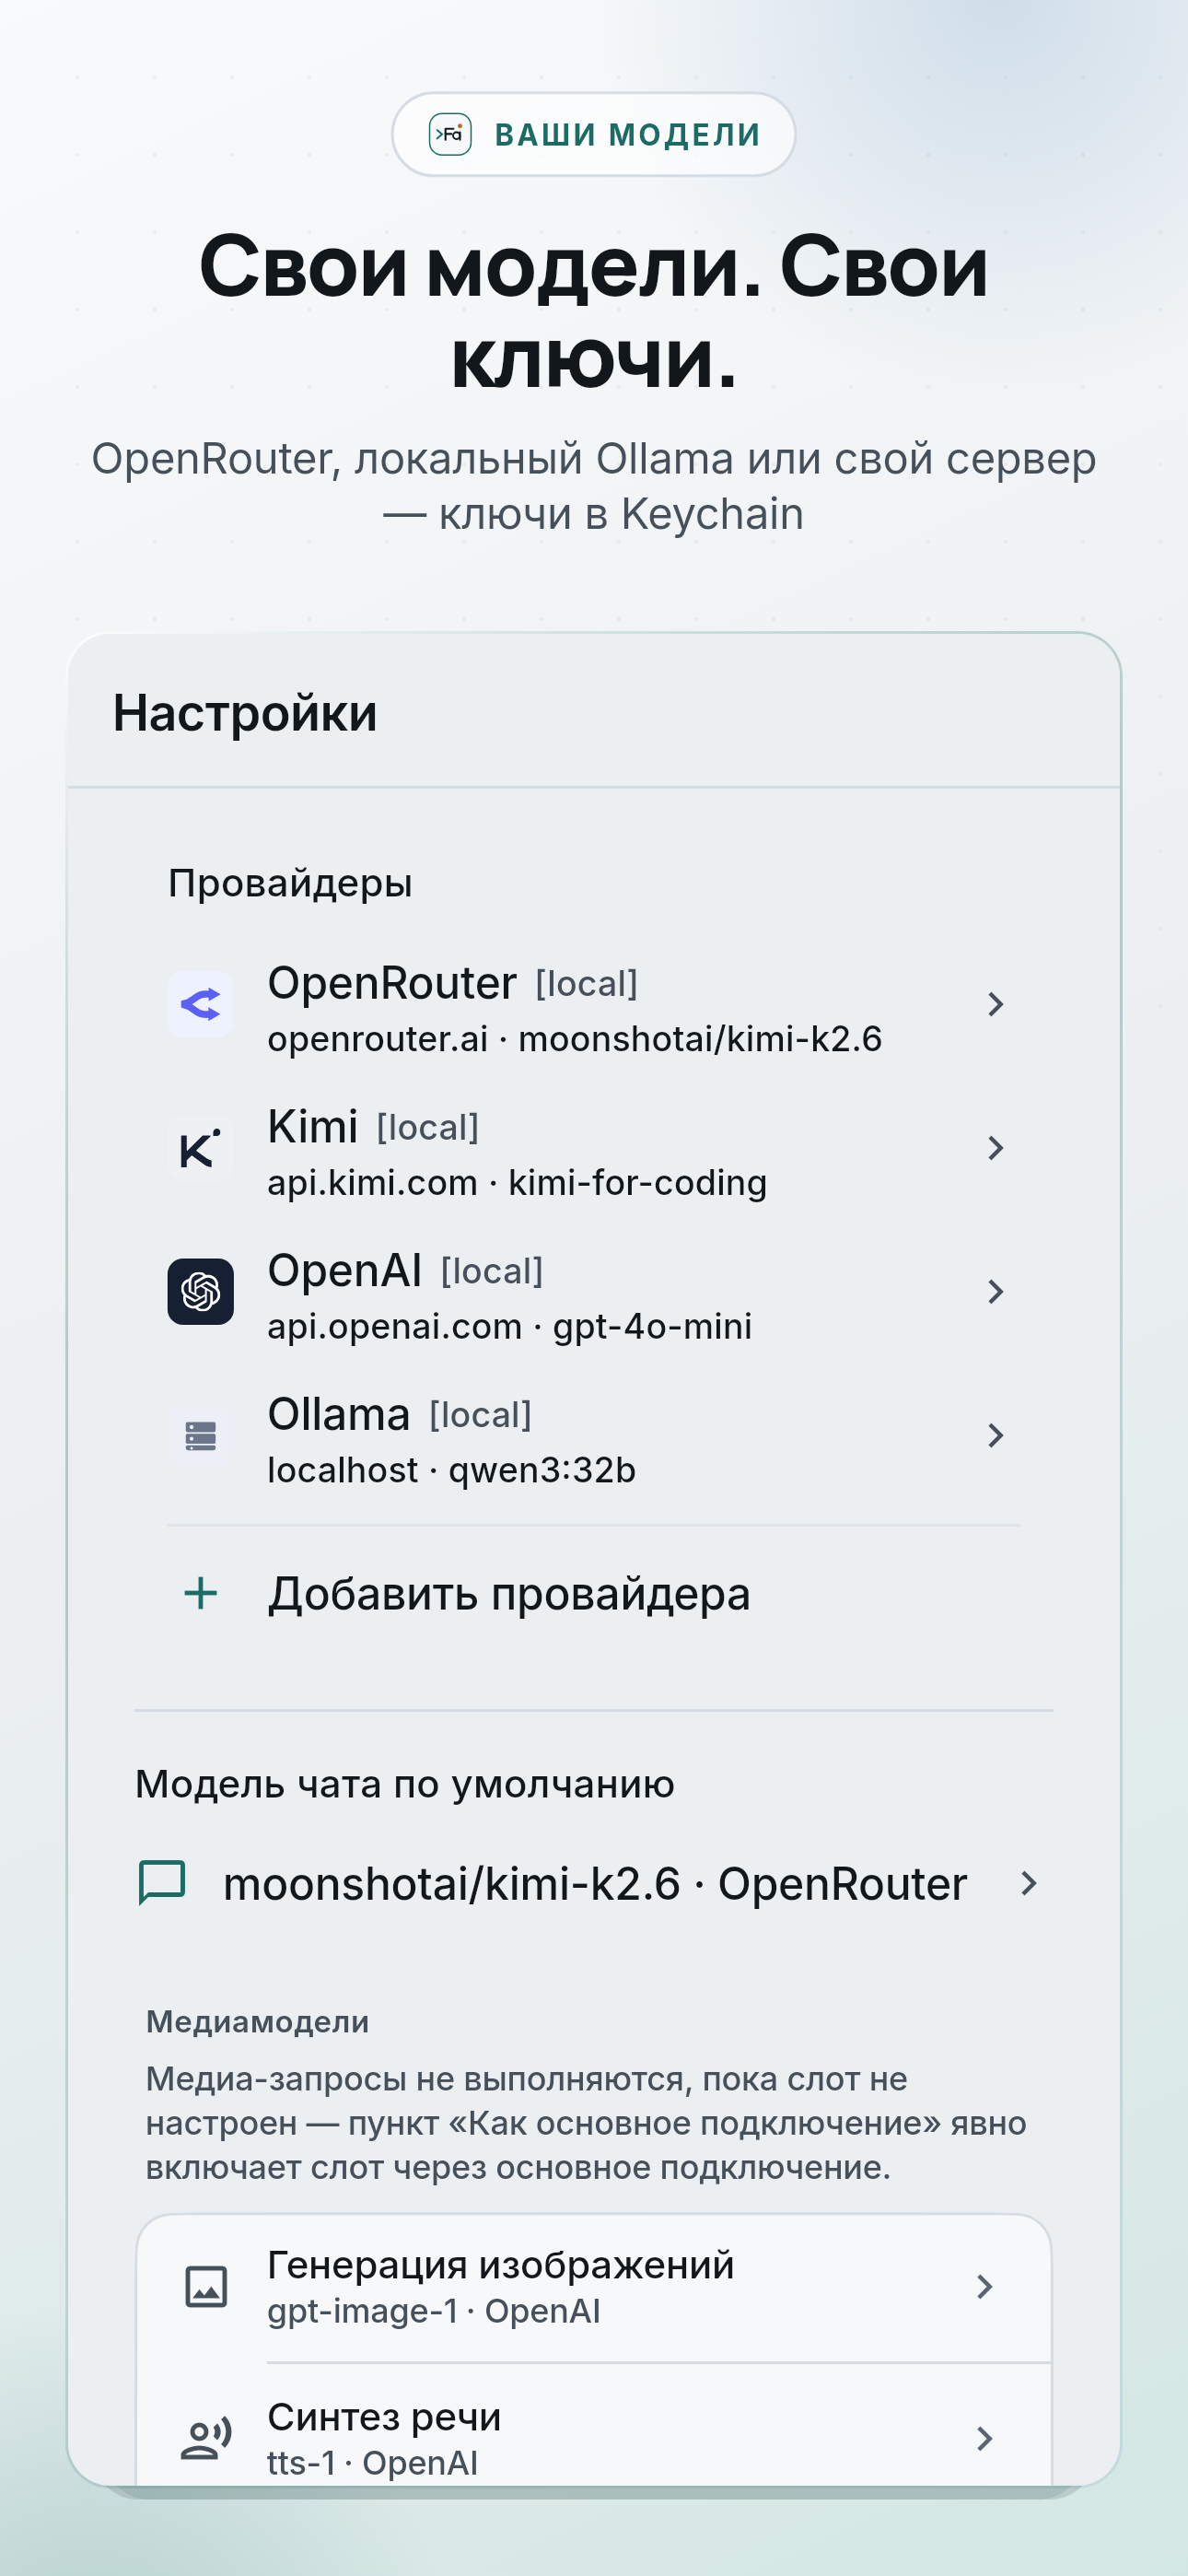 >Fa ВАШИ МОДЕЛИ
Свои модели. Свои
ключи.
OpenRouter, локальный Ollama или свой сервер
— ключи в Keychain
Настройки
Провайдеры
OpenRouter [local]
openrouter.ai · moonshotai/kimi-k2.6
Kimi [local]
api.kimi.com · kimi-for-coding
OpenAI [local]
api.openai.com · gpt-4o-mini
Ollama [local]
localhost · qwen3:32b
Добавить провайдера
Модель чата по умолчанию
moonshotai/kimi-k2.6 · OpenRouter
Медиамодели
Медиа-запросы не выполняются, пока слот не
настроен — пункт «Как основное подключение» явно
включает слот через основное подключение.
Генерация изображений
gpt-image-1 · OpenAI
Синтез речи
tts-1 · OpenAI